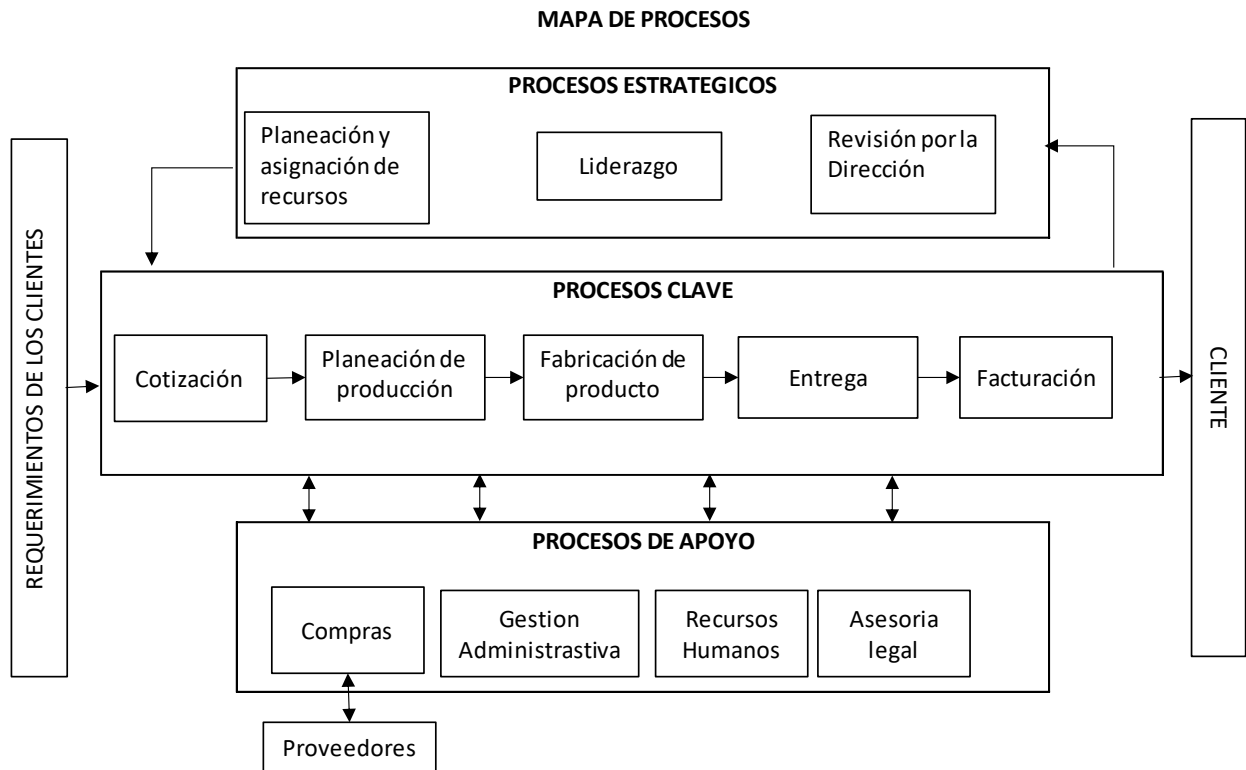 MAPA DE PROCESOS
PROCESOS ESTRATEGICOS
Planeación y
asignación de
recursos
Liderazgo
Revisión por la
Dirección
REQUERIMIENTOS DE LOS CLIENTES
PROCESOS CLAVE
Cotización
Planeación de
producción
Fabricación de
producto
Entrega
Facturación
CLIENTE
PROCESOS DE APOYO
Compras
Gestion
Administrastiva
Recursos
Humanos
Asesoria
legal
Proveedores